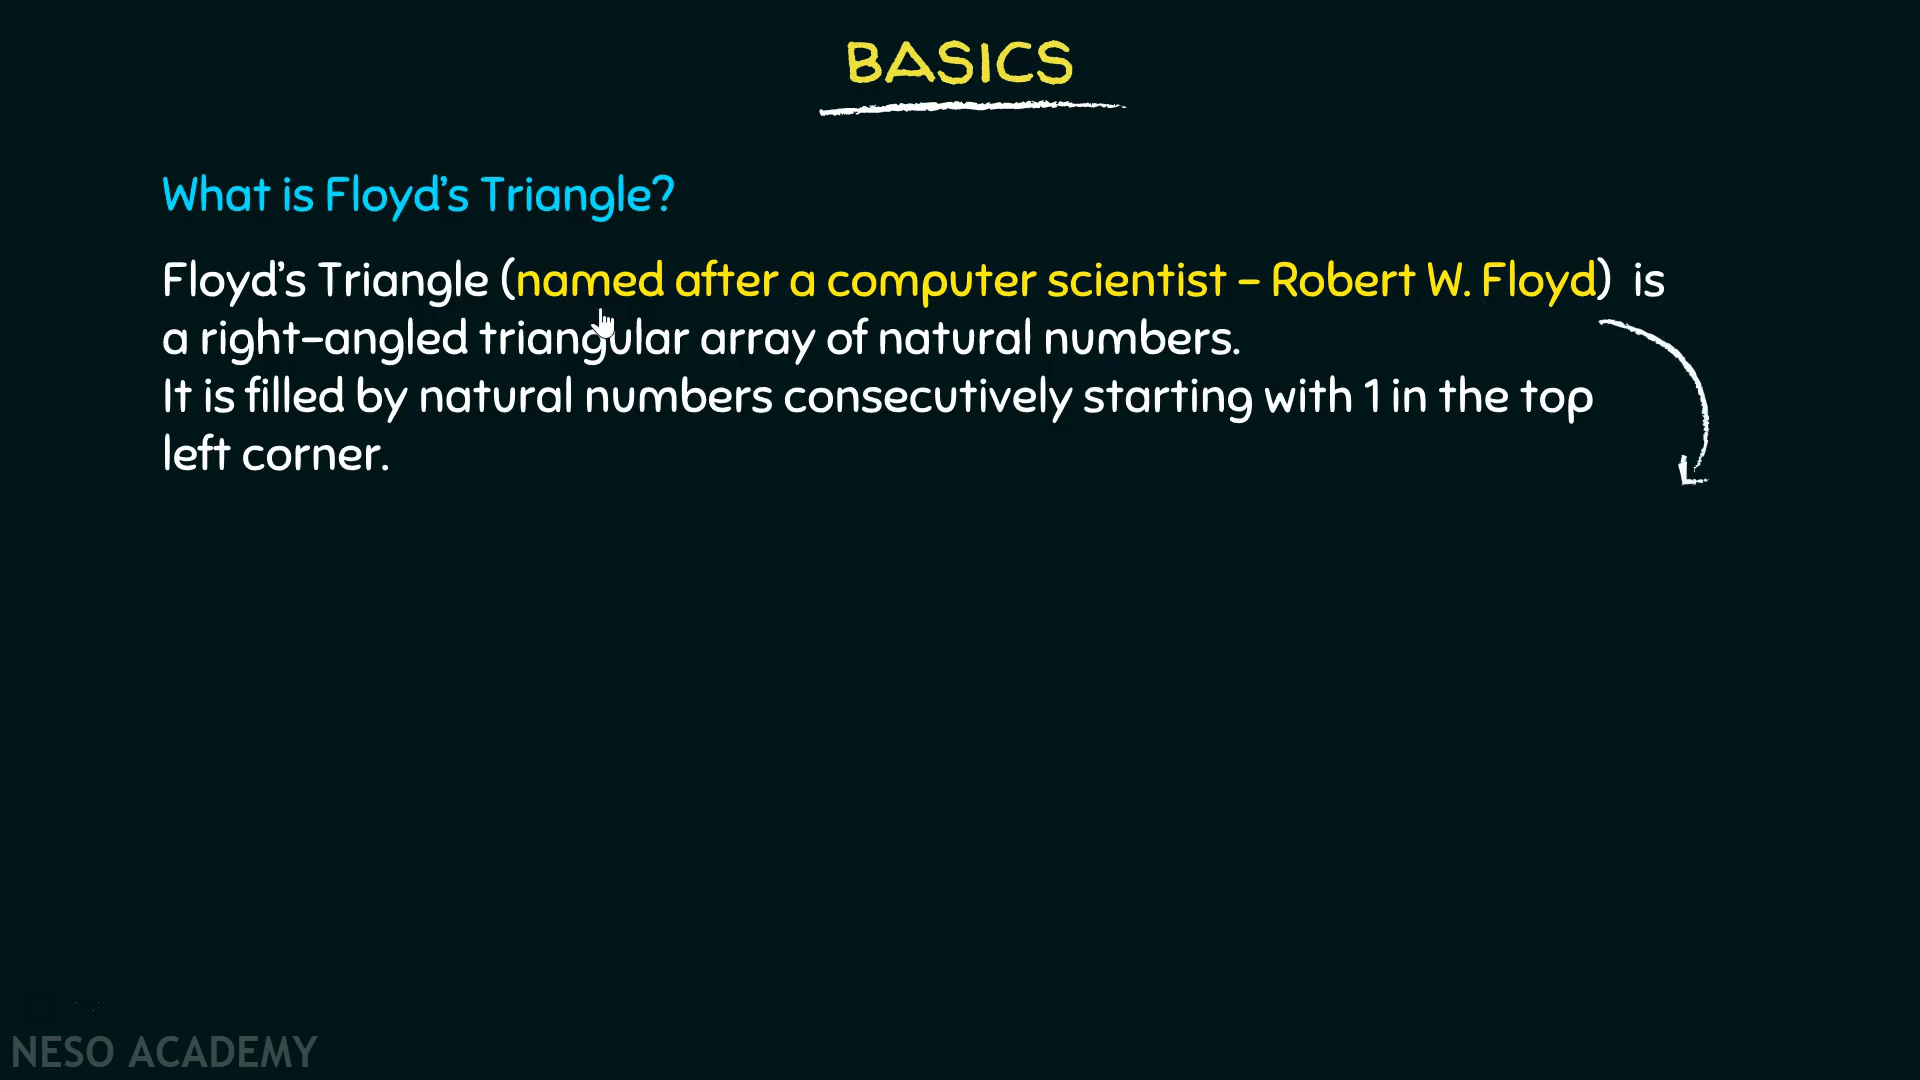 BASICS
What is Floyd's Triangle?
Floyd's Triangle (named after a computer scientist – Robert W. Floyd) is
a right-angled triangular array of natural numbers.
It is filled by natural numbers consecutively starting with 1 in the top
left corner.
NESO ACADEMY